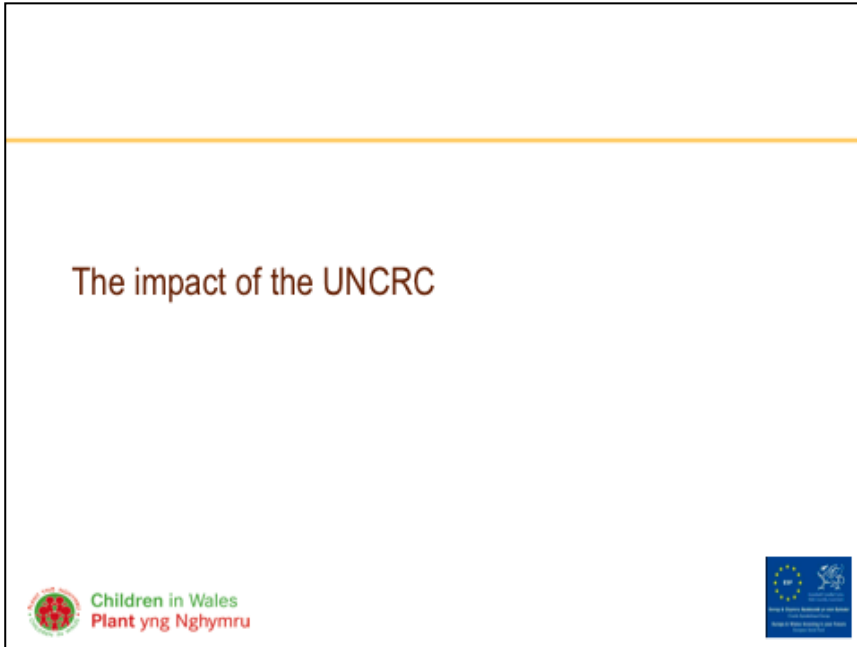 The impact of the UNCRC
Children in Wales
Plant yng Nghymru